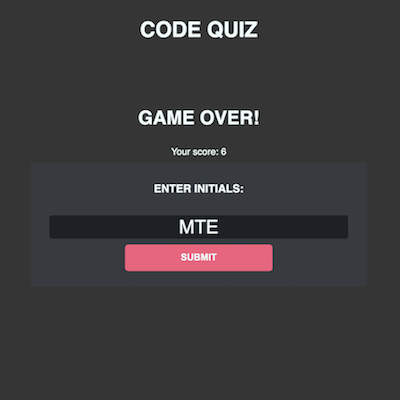 CODE QUIZ
GAME OVER!
Your score: 6
ENTER INITIALS:
MTE
SUBMIT